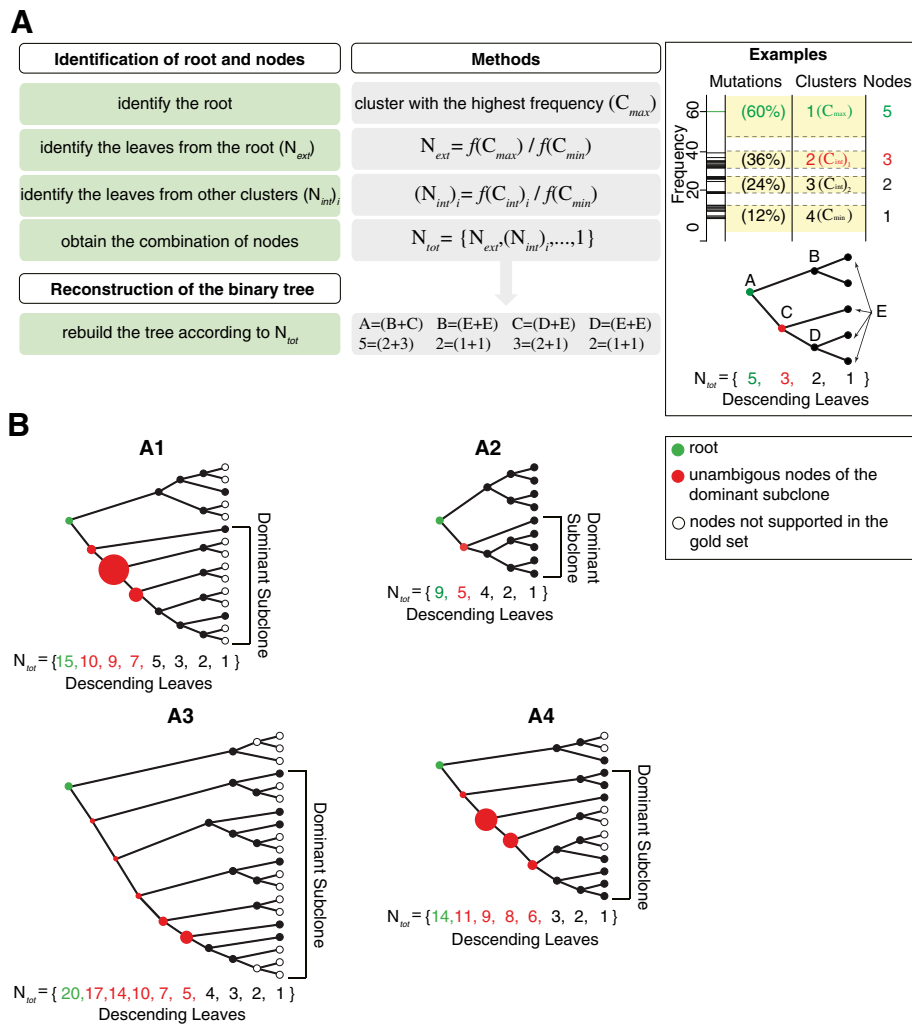 A
Identification of root and nodes
identify the root
identify the leaves from the root (N_ext)
identify the leaves from other clusters (N_int)_i
obtain the combination of nodes
Reconstruction of the binary tree
rebuild the tree according to N_tot
Methods
cluster with the highest frequency (C_max)
N_ext = f(C_max) / f(C_min)
(N_int)_i = f(C_int)_i / f(C_min)
N_tot = {N_ext,(N_int)_i,...,1}
A=(B+C) B=(E+E) C=(D+E) D=(E+E)
5=(2+3) 2=(1+1) 3=(2+1) 2=(1+1)
Examples
Mutations Clusters Nodes
Frequency
60
40
20
0
(60%) 1(C_max) 5
(36%) 2(C_int)_1 3
(24%) 3(C_int)_2 2
(12%) 4(C_min) 1
A
B
C
D
E
N_tot = { 5, 3, 2, 1 }
Descending Leaves
B
A1
Dominant Subclone
N_tot = {15,10, 9, 7, 5, 3, 2, 1 }
Descending Leaves
A2
Dominant
Subclone
N_tot = { 9, 5, 4, 2, 1 }
Descending Leaves
root
unambigous nodes of the
dominant subclone
nodes not supported in the
gold set
A3
Dominant Subclone
N_tot = { 20,17,14,10, 7, 5, 4, 3, 2, 1 }
Descending Leaves
A4
Dominant Subclone
N_tot = {14,11, 9, 8, 6, 3, 2, 1}
Descending Leaves